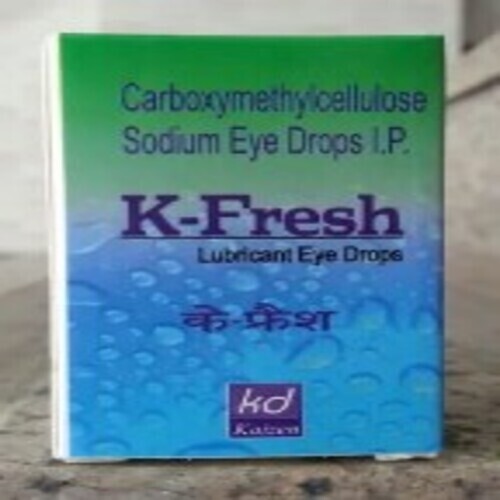 Carboxymethylcellulose
Sodium Eye Drops I.P.
K-Fresh
Lubricant Eye Drops
के-फ्रैश
kd
Kaizen